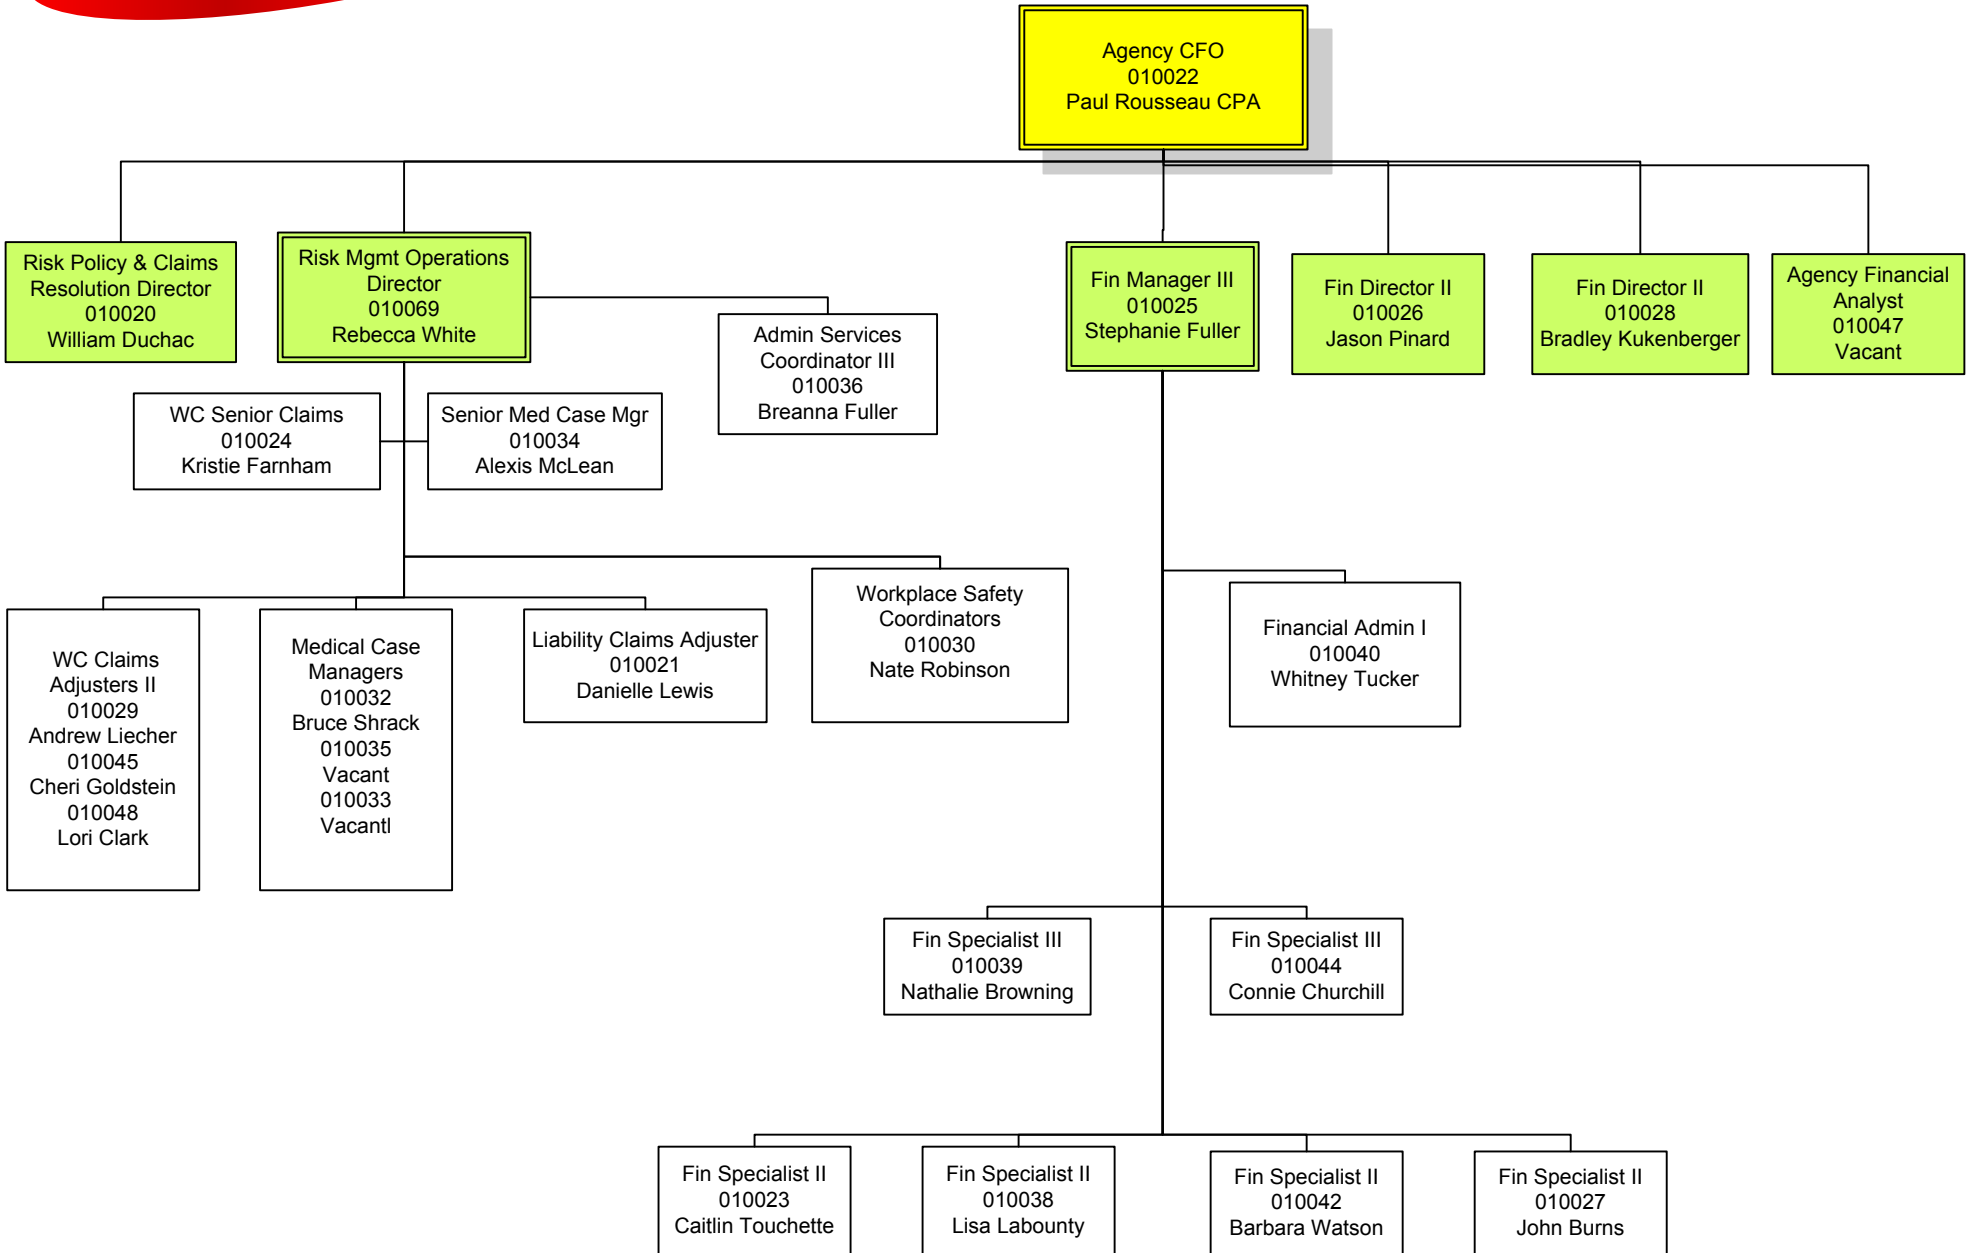 Agency CFO
010022
Paul Rousseau CPA
Risk Policy & Claims
Resolution Director
010020
William Duchac
Risk Mgmt Operations
Director
010069
Rebecca White
Admin Services
Coordinator III
010036
Breanna Fuller
Fin Manager III
010025
Stephanie Fuller
Fin Director II
010026
Jason Pinard
Fin Director II
010028
Bradley Kukenberger
Agency Financial
Analyst
010047
Vacant
WC Senior Claims
010024
Kristie Farnham
Senior Med Case Mgr
010034
Alexis McLean
WC Claims
Adjusters II
010029
Andrew Liecher
010045
Cheri Goldstein
010048
Lori Clark
Medical Case
Managers
010032
Bruce Shrack
010035
Vacant
010033
Vacantl
Liability Claims Adjuster
010021
Danielle Lewis
Workplace Safety
Coordinators
010030
Nate Robinson
Financial Admin I
010040
Whitney Tucker
Fin Specialist III
010039
Nathalie Browning
Fin Specialist III
010044
Connie Churchill
Fin Specialist II
010023
Caitlin Touchette
Fin Specialist II
010038
Lisa Labounty
Fin Specialist II
010042
Barbara Watson
Fin Specialist II
010027
John Burns